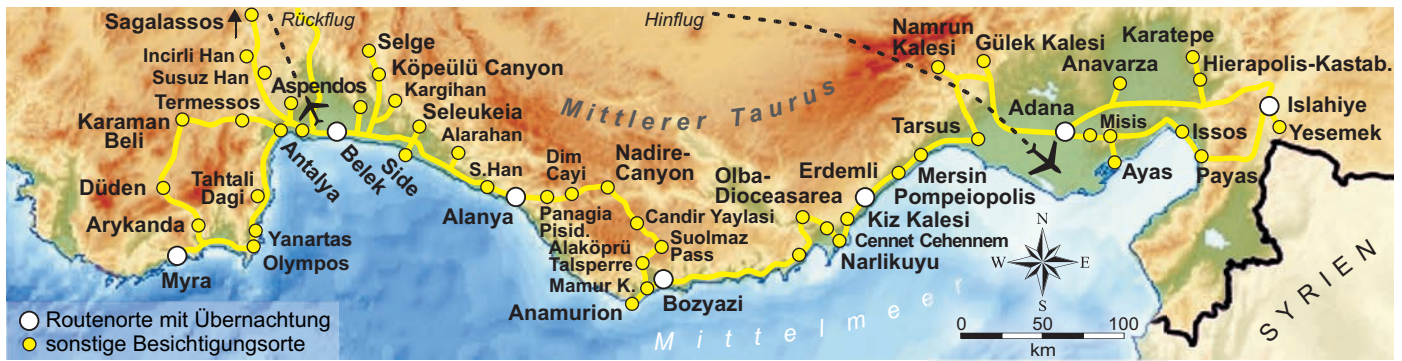 Sagalassos
Rückflug
Hinflug
Incirli Han
Susuz Han
Termessos
Karaman
Beli
Düden
Arykanda
Myra
Tahtali
Dagi
Yanartas
Olympos
Antalya
Aspendos
Belek
Side
Selge
Köpeülü Canyon
Kargihan
Seleukeia
Alarahan
S.Han
Alanya
Dim
Cayi
Nadire-
Canyon
Panagia
Pisid.
Alaköprü
Talsperre
Mamur K.
Anamurion
Candir Yaylasi
Suolmaz
Pass
Bozyazi
Mittlerer Taurus
Olba-
Dioceasarea
Erdemli
Kiz Kalesi
Cennet Cehennem
Narlikuyu
Mersin
Pompeiopolis
Tarsus
Namrun
Kalesi
Gülek Kalesi
Anavarza
Adana
Misis
Ayas
Karatepe
Hierapolis-Kastab.
Islahiye
Yesemek
Issos
Payas
SYRIEN
Mittelmeer
N
W
E
S
0 50 100
km
Routenorte mit Übernachtung
sonstige Besichtigungsorte